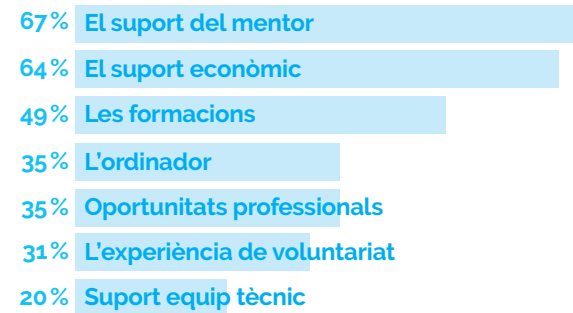 67% El suport del mentor
64% El suport econòmic
49% Les formacions
35% L’ordinador
35% Oportunitats professionals
31% L’experiència de voluntariat
20% Suport equip tècnic